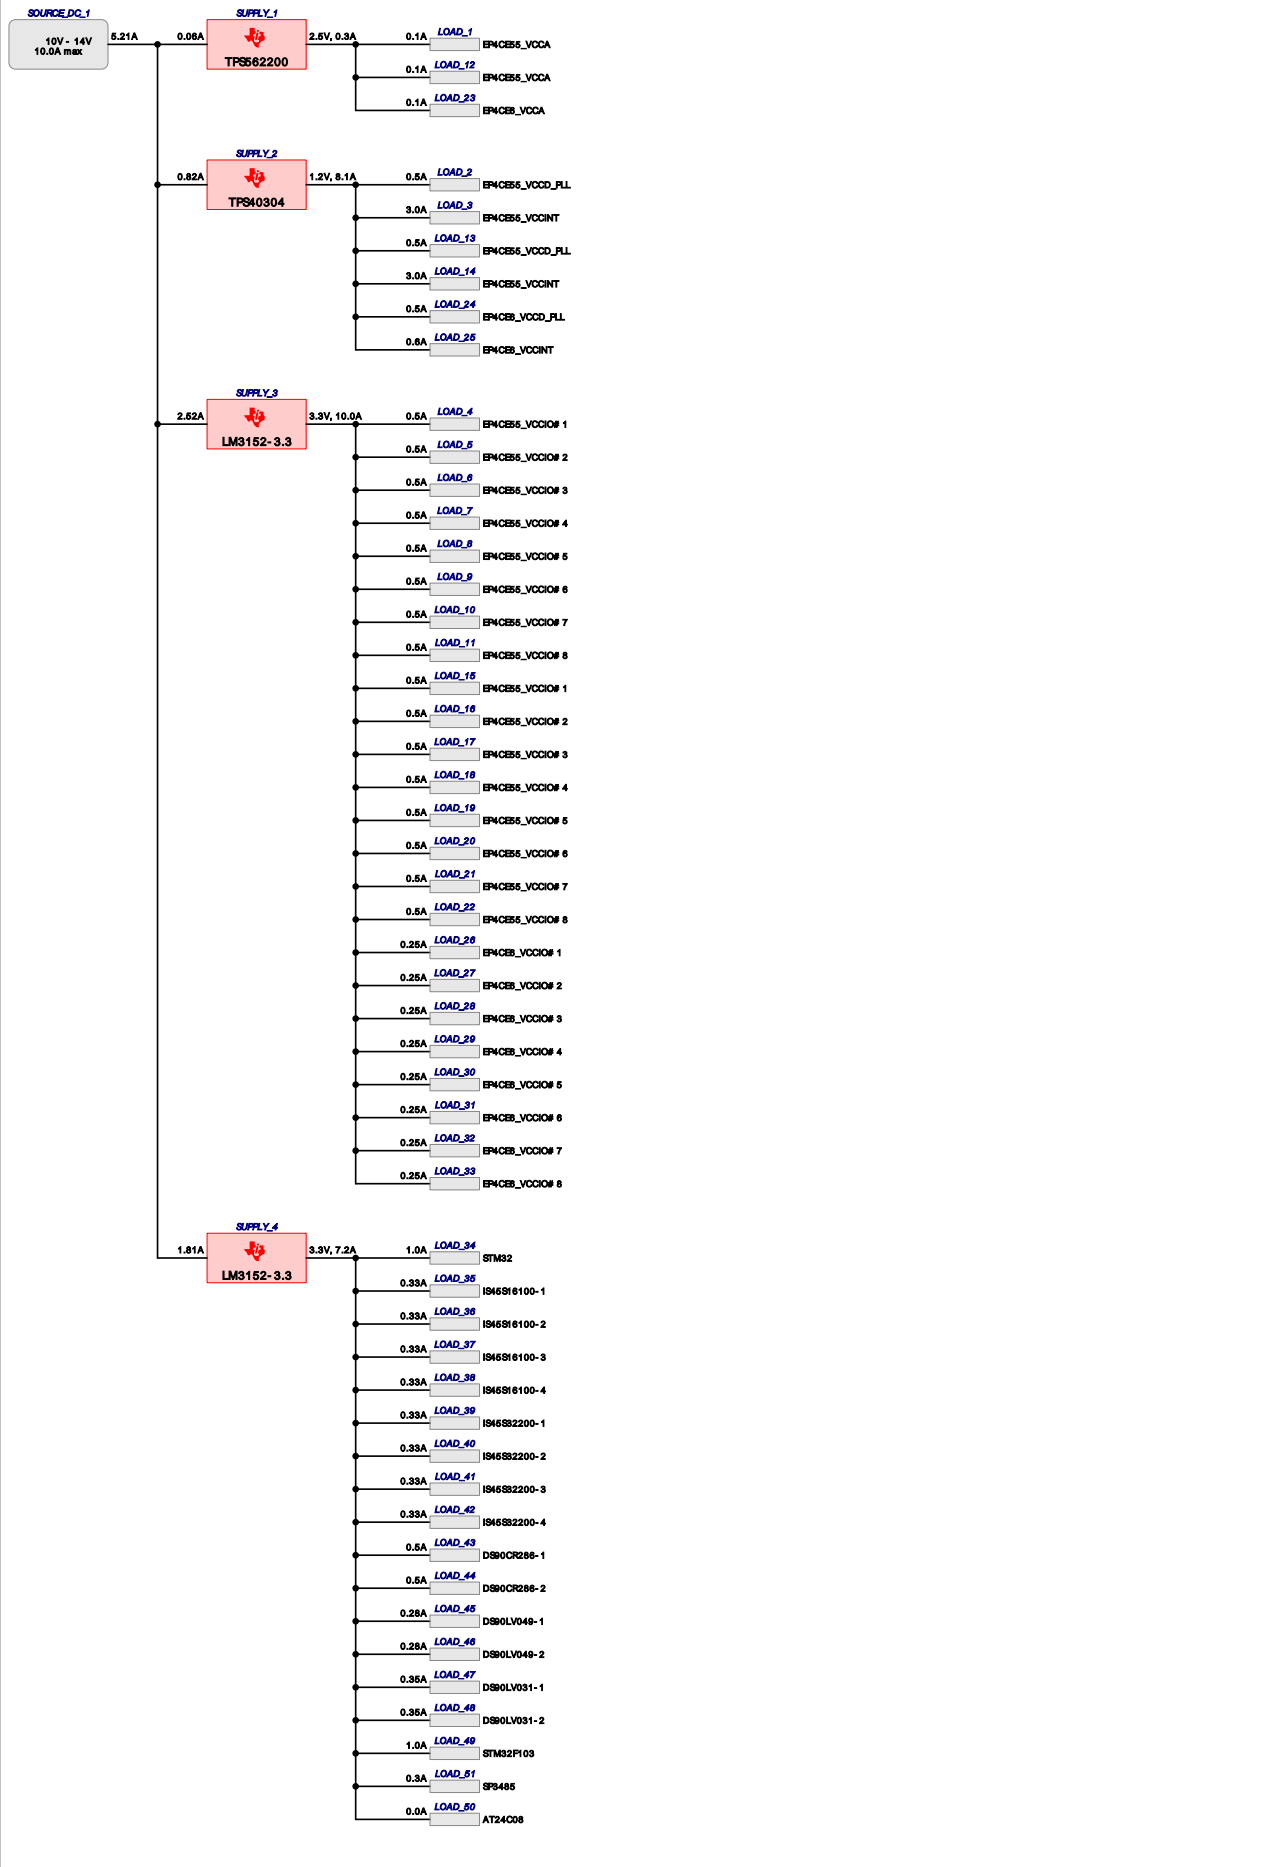 SOURCE_DC_1
10V - 14V
10.0A max
5.21A
SUPPLY_1
0.06A
TPS562200
2.5V, 0.3A
0.1A LOAD_1 EP4CE55_VCCA
0.1A LOAD_12 EP4CE55_VCCA
0.1A LOAD_23 EP4CE6_VCCA
SUPPLY_2
0.82A
TPS40304
1.2V, 8.1A
0.5A LOAD_2 EP4CE55_VCCD_PLL
3.0A LOAD_3 EP4CE55_VCCINT
0.5A LOAD_13 EP4CE55_VCCD_PLL
3.0A LOAD_14 EP4CE55_VCCINT
0.5A LOAD_24 EP4CE6_VCCD_PLL
0.6A LOAD_25 EP4CE6_VCCINT
SUPPLY_3
2.52A
LM3152-3.3
3.3V, 10.0A
0.5A LOAD_4 EP4CE55_VCCIO# 1
0.5A LOAD_5 EP4CE55_VCCIO# 2
0.5A LOAD_6 EP4CE55_VCCIO# 3
0.5A LOAD_7 EP4CE55_VCCIO# 4
0.5A LOAD_8 EP4CE55_VCCIO# 5
0.5A LOAD_9 EP4CE55_VCCIO# 6
0.5A LOAD_10 EP4CE55_VCCIO# 7
0.5A LOAD_11 EP4CE55_VCCIO# 8
0.5A LOAD_15 EP4CE55_VCCIO# 1
0.5A LOAD_16 EP4CE55_VCCIO# 2
0.5A LOAD_17 EP4CE55_VCCIO# 3
0.5A LOAD_18 EP4CE55_VCCIO# 4
0.5A LOAD_19 EP4CE55_VCCIO# 5
0.5A LOAD_20 EP4CE55_VCCIO# 6
0.5A LOAD_21 EP4CE55_VCCIO# 7
0.5A LOAD_22 EP4CE55_VCCIO# 8
0.25A LOAD_26 EP4CE6_VCCIO# 1
0.25A LOAD_27 EP4CE6_VCCIO# 2
0.25A LOAD_28 EP4CE6_VCCIO# 3
0.25A LOAD_29 EP4CE6_VCCIO# 4
0.25A LOAD_30 EP4CE6_VCCIO# 5
0.25A LOAD_31 EP4CE6_VCCIO# 6
0.25A LOAD_32 EP4CE6_VCCIO# 7
0.25A LOAD_33 EP4CE6_VCCIO# 8
SUPPLY_4
1.81A
LM3152-3.3
3.3V, 7.2A
1.0A LOAD_34 STM32
0.33A LOAD_35 IS45S16100-1
0.33A LOAD_36 IS45S16100-2
0.33A LOAD_37 IS45S16100-3
0.33A LOAD_38 IS45S16100-4
0.33A LOAD_39 IS45S32200-1
0.33A LOAD_40 IS45S32200-2
0.33A LOAD_41 IS45S32200-3
0.33A LOAD_42 IS45S32200-4
0.5A LOAD_43 DS90CR286-1
0.5A LOAD_44 DS90CR286-2
0.28A LOAD_45 DS90LV049-1
0.28A LOAD_46 DS90LV049-2
0.35A LOAD_47 DS90LV031-1
0.35A LOAD_48 DS90LV031-2
1.0A LOAD_49 STM32F103
0.3A LOAD_51 SP3485
0.0A LOAD_50 AT24C08